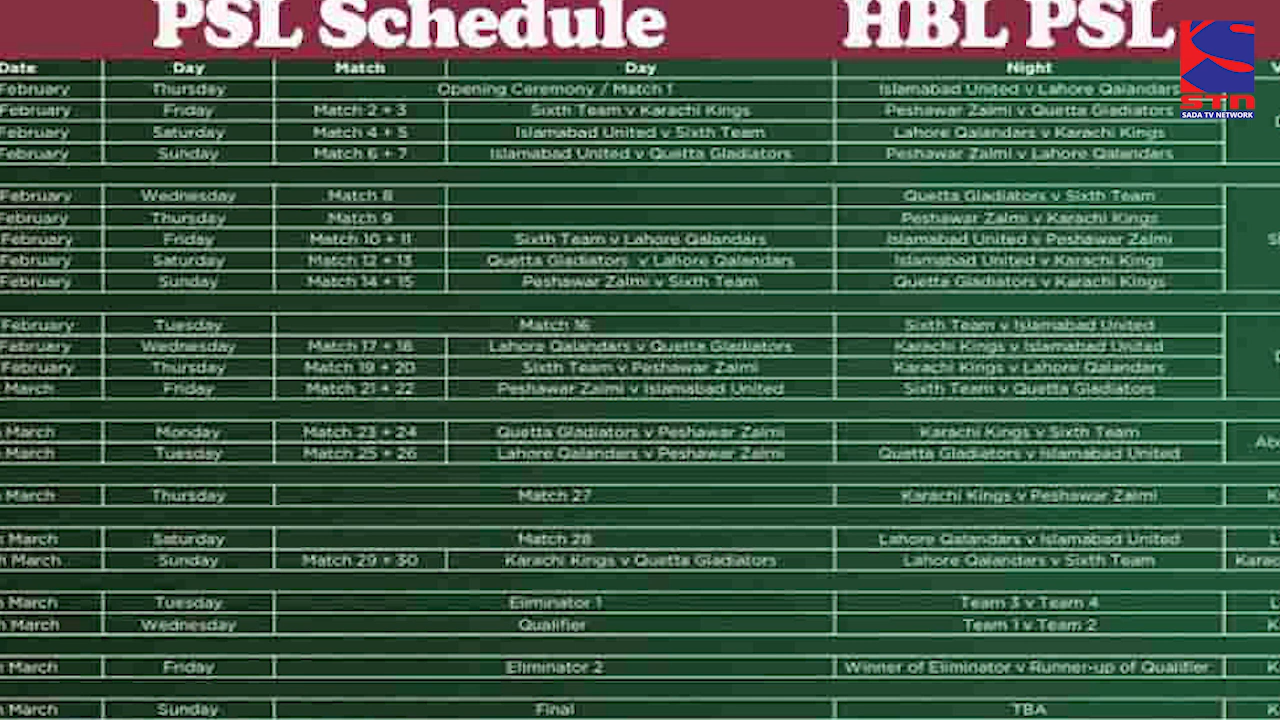 PSL Schedule HBL PSL
STN
SADA TV NETWORK
Date Day Match Day Night
February Thursday Opening Ceremony / Match 1 Islamabad United v Lahore Qalandars
February Friday Match 2 + 3 Sixth Team v Karachi Kings Peshawar Zalmi v Quetta Gladiators
February Saturday Match 4 + 5 Islamabad United v Sixth Team Lahore Qalandars v Karachi Kings
February Sunday Match 6 + 7 Islamabad United v Quetta Gladiators Peshawar Zalmi v Lahore Qalandars
February Wednesday Match 8 Quetta Gladiators v Sixth Team
February Thursday Match 9 Peshawar Zalmi v Karachi Kings
February Friday Match 10 + 11 Sixth Team v Lahore Qalandars Islamabad United v Peshawar Zalmi
February Saturday Match 12 + 13 Quetta Gladiators v Lahore Qalandars Islamabad United v Karachi Kings
February Sunday Match 14 + 15 Peshawar Zalmi v Sixth Team Quetta Gladiators v Karachi Kings
February Tuesday Match 16 Sixth Team v Islamabad United
February Wednesday Match 17 + 18 Lahore Qalandars v Quetta Gladiators Karachi Kings v Islamabad United
February Thursday Match 19 + 20 Sixth Team v Peshawar Zalmi Karachi Kings v Lahore Qalandars
March Friday Match 21 + 22 Peshawar Zalmi v Islamabad United Sixth Team v Quetta Gladiators
March Monday Match 23 + 24 Quetta Gladiators v Peshawar Zalmi Karachi Kings v Sixth Team
March Tuesday Match 25 + 26 Lahore Qalandars v Peshawar Zalmi Quetta Gladiators v Islamabad United
March Thursday Match 27 Karachi Kings v Peshawar Zalmi
March Saturday Match 28 Lahore Qalandars v Islamabad United
March Sunday Match 29 + 30 Karachi Kings v Quetta Gladiators Lahore Qalandars v Sixth Team
March Tuesday Eliminator 1 Team 3 v Team 4
March Wednesday Qualifier Team 1 v Team 2
March Friday Eliminator 2 Winner of Eliminator v Runner-up of Qualifier
March Sunday Final TBA